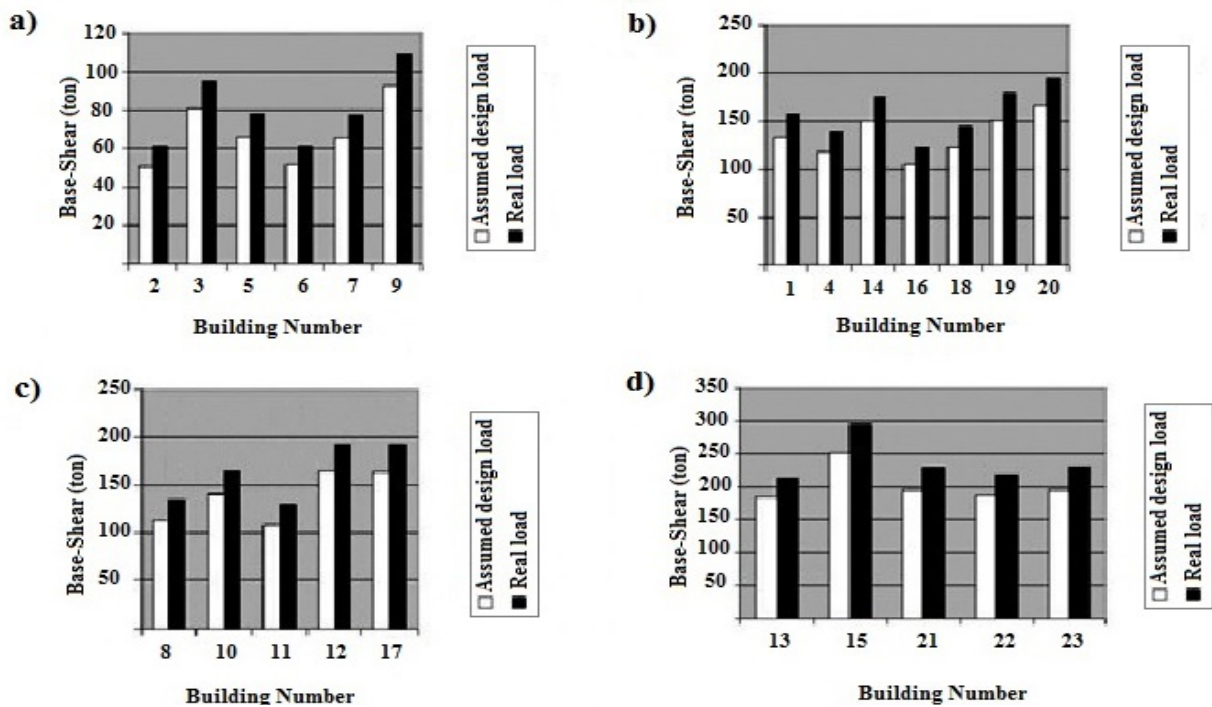 a)
120
100
80
60
40
20
Base-Shear (ton)
2 3 5 6 7 9
Building Number
Assumed design load
Real load
b)
250
200
150
100
50
Base-Shear (ton)
1 4 14 16 18 19 20
Building Number
Assumed design load
Real load
c)
250
200
150
100
50
Base-Shear (ton)
8 10 11 12 17
Building Number
Assumed design load
Real load
d)
350
300
250
200
150
100
50
Base-Shear (ton)
13 15 21 22 23
Building Number
Assumed design load
Real load